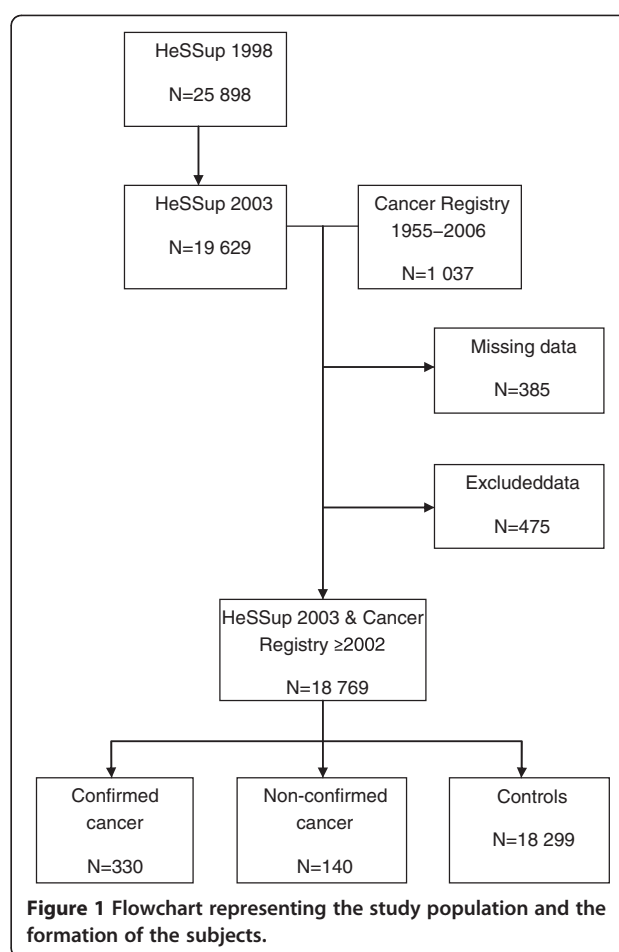 HeSSup 1998
N=25 898
HeSSup 2003
N=19 629
Cancer Registry
1955–2006
N=1 037
Missing data
N=385
Excludeddata
N=475
HeSSup 2003 & Cancer
Registry ≥2002
N=18 769
Confirmed
cancer
N=330
Non-confirmed
cancer
N=140
Controls
N=18 299
Figure 1 Flowchart representing the study population and the
formation of the subjects.